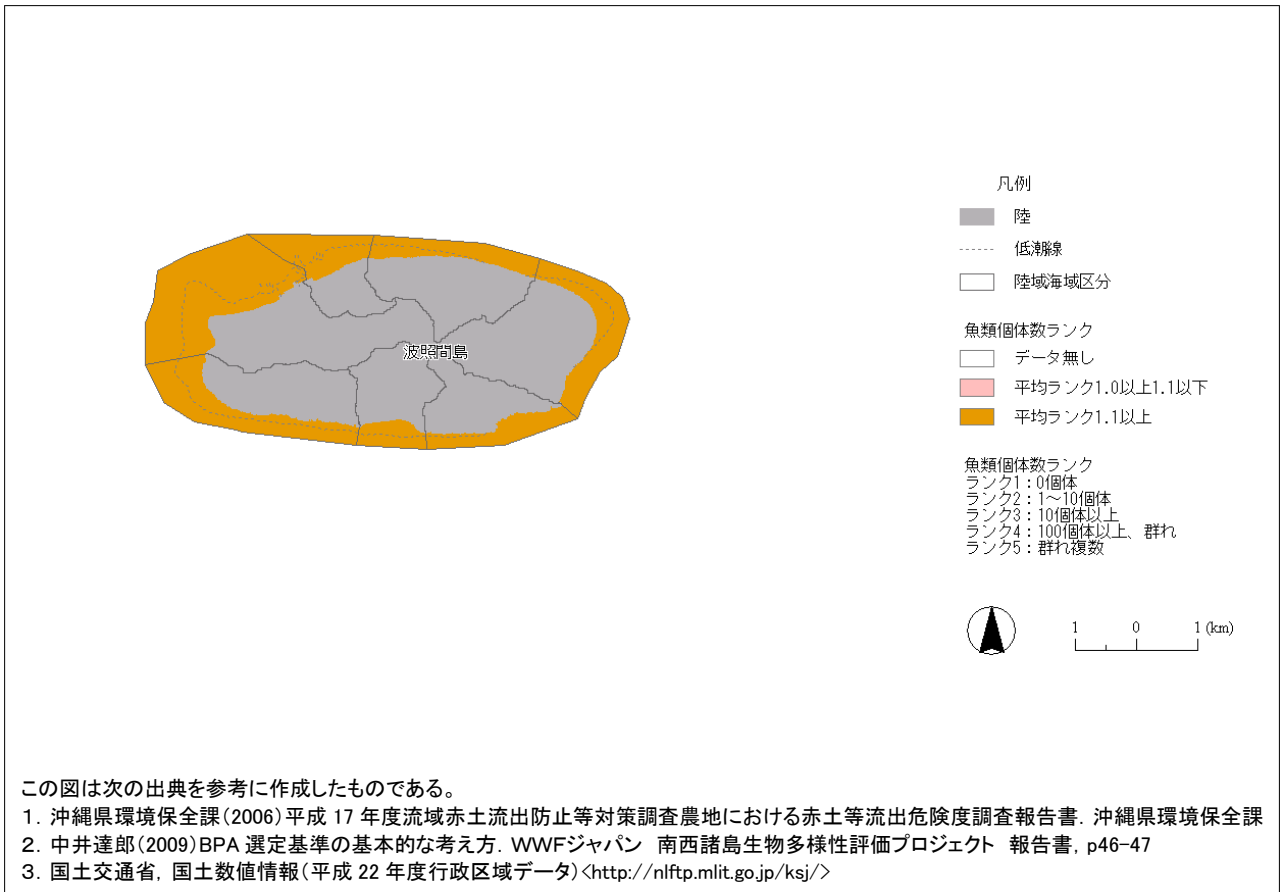 波照間島
凡例
陸
低潮線
陸域海域区分
魚類個体数ランク
データ無し
平均ランク1.0以上1.1以下
平均ランク1.1以上
魚類個体数ランク
ランク1：0個体
ランク2：1～10個体
ランク3：10個体以上
ランク4：100個体以上、群れ
ランク5：群れ複数
1 0 1 (km)
この図は次の出典を参考に作成したものである。
1. 沖縄県環境保全課(2006)平成 17 年度流域赤土流出防止等対策調査農地における赤土等流出危険度調査報告書. 沖縄県環境保全課
2. 中井達郎(2009)BPA 選定基準の基本的な考え方. WWFジャパン 南西諸島生物多様性評価プロジェクト 報告書, p46-47
3. 国土交通省, 国土数値情報(平成 22 年度行政区域データ)<http://nlftp.mlit.go.jp/ksj/>